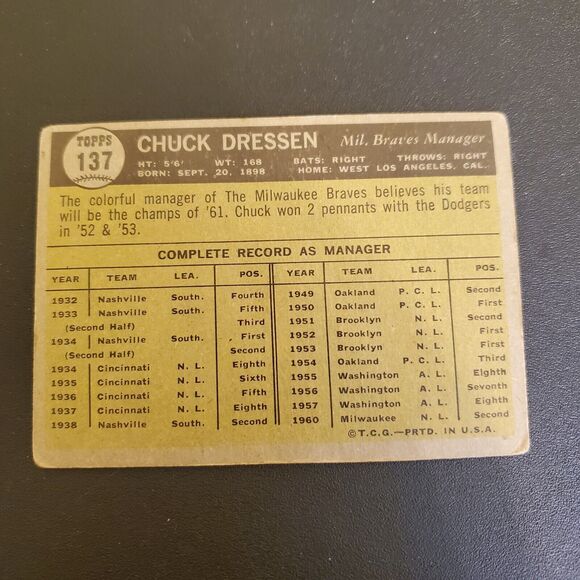 TOPPS
137
CHUCK DRESSEN Mil. Braves Manager
HT: 5'6' WT: 168 BATS: RIGHT THROWS: RIGHT
BORN: SEPT. 20, 1898 HOME: WEST LOS ANGELES, CAL.
The colorful manager of The Milwaukee Braves believes his team
will be the champs of '61. Chuck won 2 pennants with the Dodgers
in '52 & '53.
COMPLETE RECORD AS MANAGER
YEAR TEAM LEA. POS. YEAR TEAM LEA. POS.
1932 Nashville South. Fourth 1949 Oakland P. C. L. Second
1933 Nashville South. Fifth 1950 Oakland P. C. L. First
(Second Half) Third 1951 Brooklyn N. L. Second
1934 Nashville South. First 1952 Brooklyn N. L. First
(Second Half) Second 1953 Brooklyn N. L. First
1934 Cincinnati N. L. Eighth 1954 Oakland P. C. L. Third
1935 Cincinnati N. L. Sixth 1955 Washington A. L. Eighth
1936 Cincinnati N. L. Fifth 1956 Washington A. L. Seventh
1937 Cincinnati N. L. Eighth 1957 Washington A. L. Eighth
1938 Nashville South. Second 1960 Milwaukee N. L. Second
©T.C.G.—PRTD. IN U.S.A.